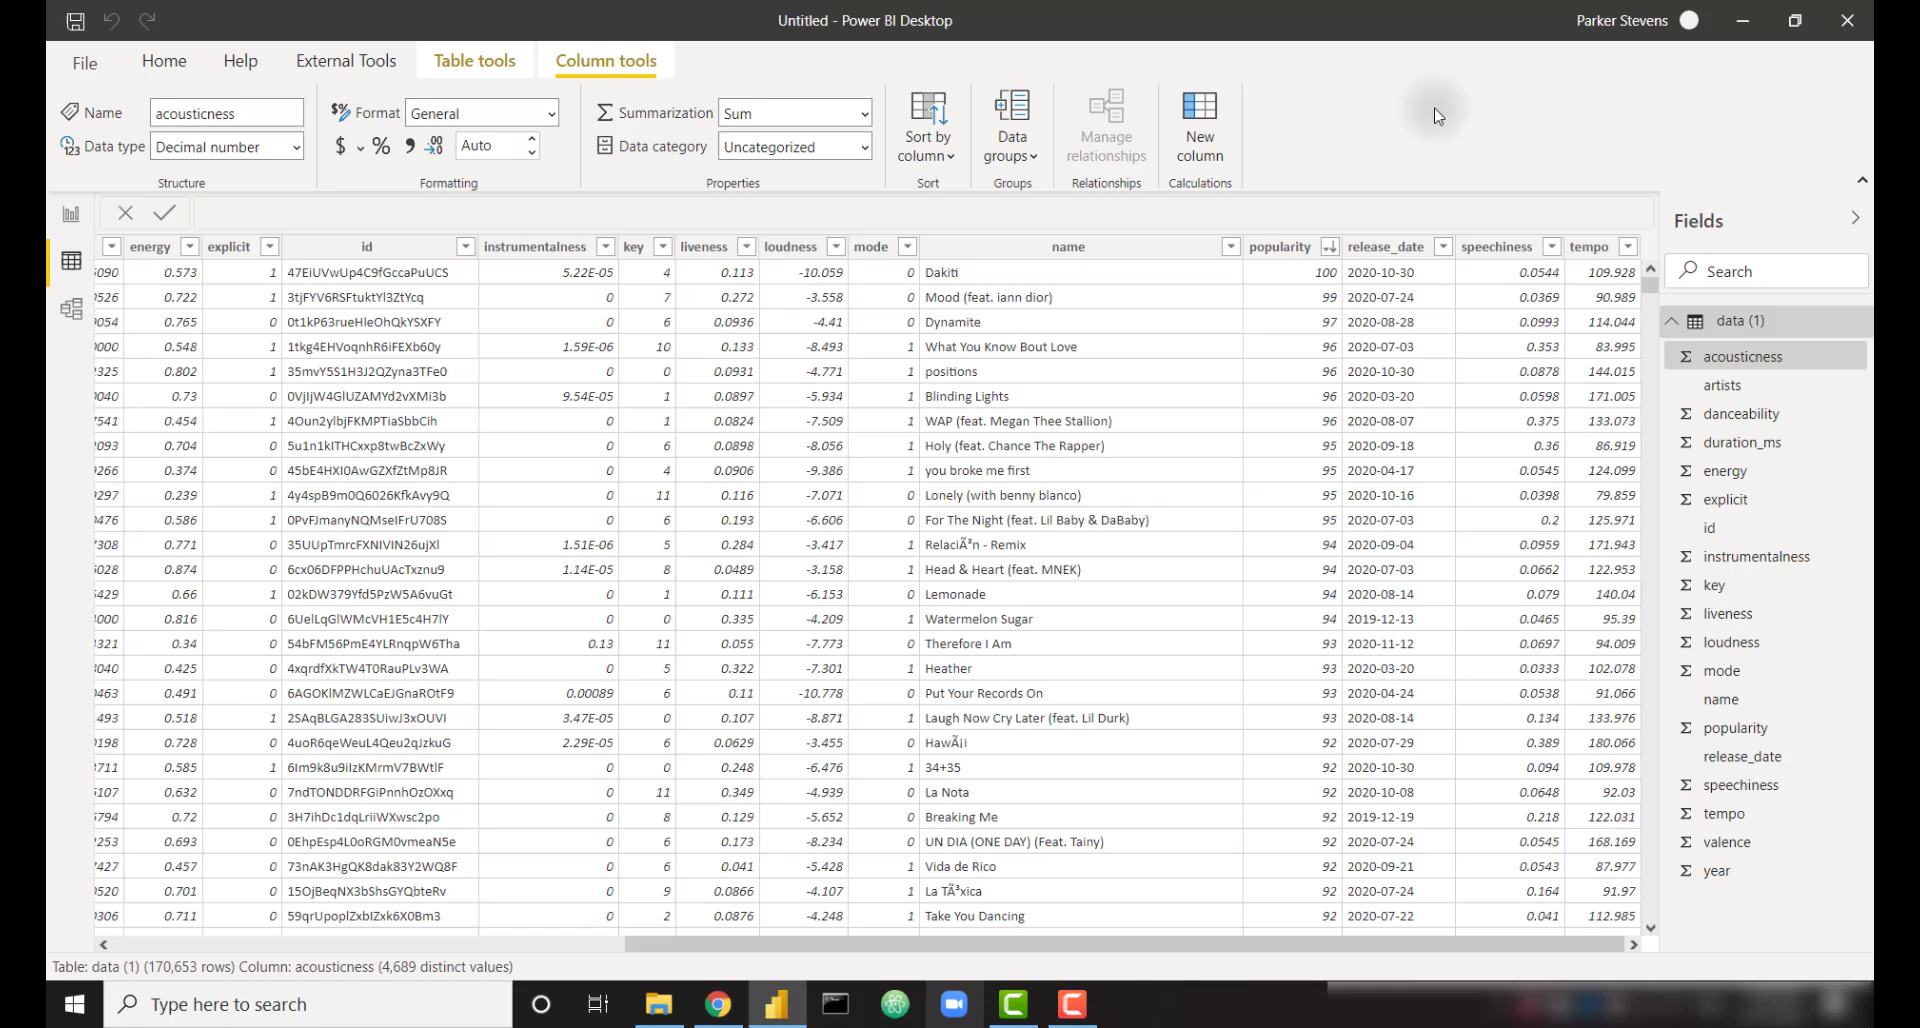 Untitled - Power BI Desktop
Parker Stevens
File Home Help External Tools Table tools Column tools
Name acousticness
Data type Decimal number
Structure
$% Format General
$ % 9 .00 Auto
Formatting
Summarization Sum
Data category Uncategorized
Properties
Sort by column
Sort
Data groups
Groups
Manage relationships
Relationships
New column
Calculations
energy explicit id instrumentalness key liveness loudness mode name popularity release_date speechiness tempo
5090 0.573 1 47EiUVwUp4C9fGccaPuUCS 5.22E-05 4 0.113 -10.059 0 Dakiti 100 2020-10-30 0.0544 109.928
0526 0.722 1 3tjFYV6RSFtuktYl3ZtYcq 0 7 0.272 -3.558 0 Mood (feat. iann dior) 99 2020-07-24 0.0369 90.989
9054 0.765 0 0t1kP63rueHleOhQkYSXFY 0 6 0.0936 -4.41 0 Dynamite 97 2020-08-28 0.0993 114.044
0000 0.548 1 1tkg4EHVoqnhR6iFEXb60y 1.59E-06 10 0.133 -8.493 1 What You Know Bout Love 96 2020-07-03 0.353 83.995
2325 0.802 1 35mvY5S1H3J2QZyna3TFe0 0 0 0.0931 -4.771 1 positions 96 2020-10-30 0.0878 144.015
0040 0.73 0 0VjIjW4GlUZAMYd2vXMi3b 9.54E-05 1 0.0897 -5.934 1 Blinding Lights 96 2020-03-20 0.0598 171.005
7541 0.454 1 4Oun2ylbjFKMPTiaSbbCih 0 1 0.0824 -7.509 1 WAP (feat. Megan Thee Stallion) 96 2020-08-07 0.375 133.073
2093 0.704 0 5u1n1kITHCxxp8twBcZxWy 0 6 0.0898 -8.056 1 Holy (feat. Chance The Rapper) 95 2020-09-18 0.36 86.919
9266 0.374 0 45bE4HXI0AwGZXfZtMp8JR 0 4 0.0906 -9.386 1 you broke me first 95 2020-04-17 0.0545 124.099
9297 0.239 1 4y4spB9m0Q6026KfkAvy9Q 0 11 0.116 -7.071 0 Lonely (with benny blanco) 95 2020-10-16 0.0398 79.859
0476 0.586 1 0PvFJmanyNQMseIFrU708S 0 6 0.193 -6.606 0 For The Night (feat. Lil Baby & DaBaby) 95 2020-07-03 0.2 125.971
7308 0.771 0 35UUpTmrcFXNIVIN26ujXl 1.51E-06 5 0.284 -3.417 1 RelaciÃ³n - Remix 94 2020-09-04 0.0959 171.943
5028 0.874 0 6cx06DFPPHchuUAcTxznu9 1.14E-05 8 0.0489 -3.158 1 Head & Heart (feat. MNEK) 94 2020-07-03 0.0662 122.953
5429 0.66 1 02kDW379Yfd5PzW5A6vuGt 0 1 0.111 -6.153 0 Lemonade 94 2020-08-14 0.079 140.04
4000 0.816 0 6UelLqGlWMcVH1E5c4H7lY 0 0 0.335 -4.209 1 Watermelon Sugar 94 2019-12-13 0.0465 95.39
4321 0.34 0 54bFM56PmE4YLRnqpW6Tha 0.13 11 0.055 -7.773 0 Therefore I Am 93 2020-11-12 0.0697 94.009
3040 0.425 0 4xqrdfXkTW4T0RauPLv3WA 0 5 0.322 -7.301 1 Heather 93 2020-03-20 0.0333 102.078
0463 0.491 0 6AGOKlMZWLCaEJGnaROtF9 0.00089 6 0.11 -10.778 0 Put Your Records On 93 2020-04-24 0.0538 91.066
493 0.518 1 2SAqBLGA283SUiwJ3xOUVI 3.47E-05 0 0.107 -8.871 1 Laugh Now Cry Later (feat. Lil Durk) 93 2020-08-14 0.134 133.976
0198 0.728 0 4uoR6qeWeuL4Qeu2qJzkuG 2.29E-05 6 0.0629 -3.455 0 HawÃ¡i 92 2020-07-29 0.389 180.066
3711 0.585 1 6Im9k8u9iIzKMrmV7BWtlF 0 0 0.248 -6.476 1 34+35 92 2020-10-30 0.094 109.978
5107 0.632 0 7ndTONDDRFGiPnnhOzOXxq 0 11 0.349 -4.939 0 La Nota 92 2020-10-08 0.0648 92.03
5794 0.72 0 3H7ihDc1dqLriiWXwsc2po 0 8 0.129 -5.652 0 Breaking Me 92 2019-12-19 0.218 122.031
2253 0.693 0 0EhpEsp4L0oRGM0vmeaN5e 0 6 0.173 -8.234 0 UN DIA (ONE DAY) (Feat. Tainy) 92 2020-07-24 0.0545 168.169
7427 0.457 0 73nAK3HgQK8dak83Y2WQ8F 0 6 0.041 -5.428 1 Vida de Rico 92 2020-09-21 0.0543 87.977
0520 0.701 0 15OjBeqNX3bShsGYQbteRv 0 9 0.0866 -4.107 1 La TÃ³xica 92 2020-07-24 0.164 91.97
0306 0.711 0 59qrUpoplZxbIZxk6X0Bm3 0 2 0.0876 -4.248 1 Take You Dancing 92 2020-07-22 0.041 112.985
Fields
Search
data (1)
acousticness
artists
danceability
duration_ms
energy
explicit
id
instrumentalness
key
liveness
loudness
mode
name
popularity
release_date
speechiness
tempo
valence
year
Table: data (1) (170,653 rows) Column: acousticness (4,689 distinct values)
Type here to search